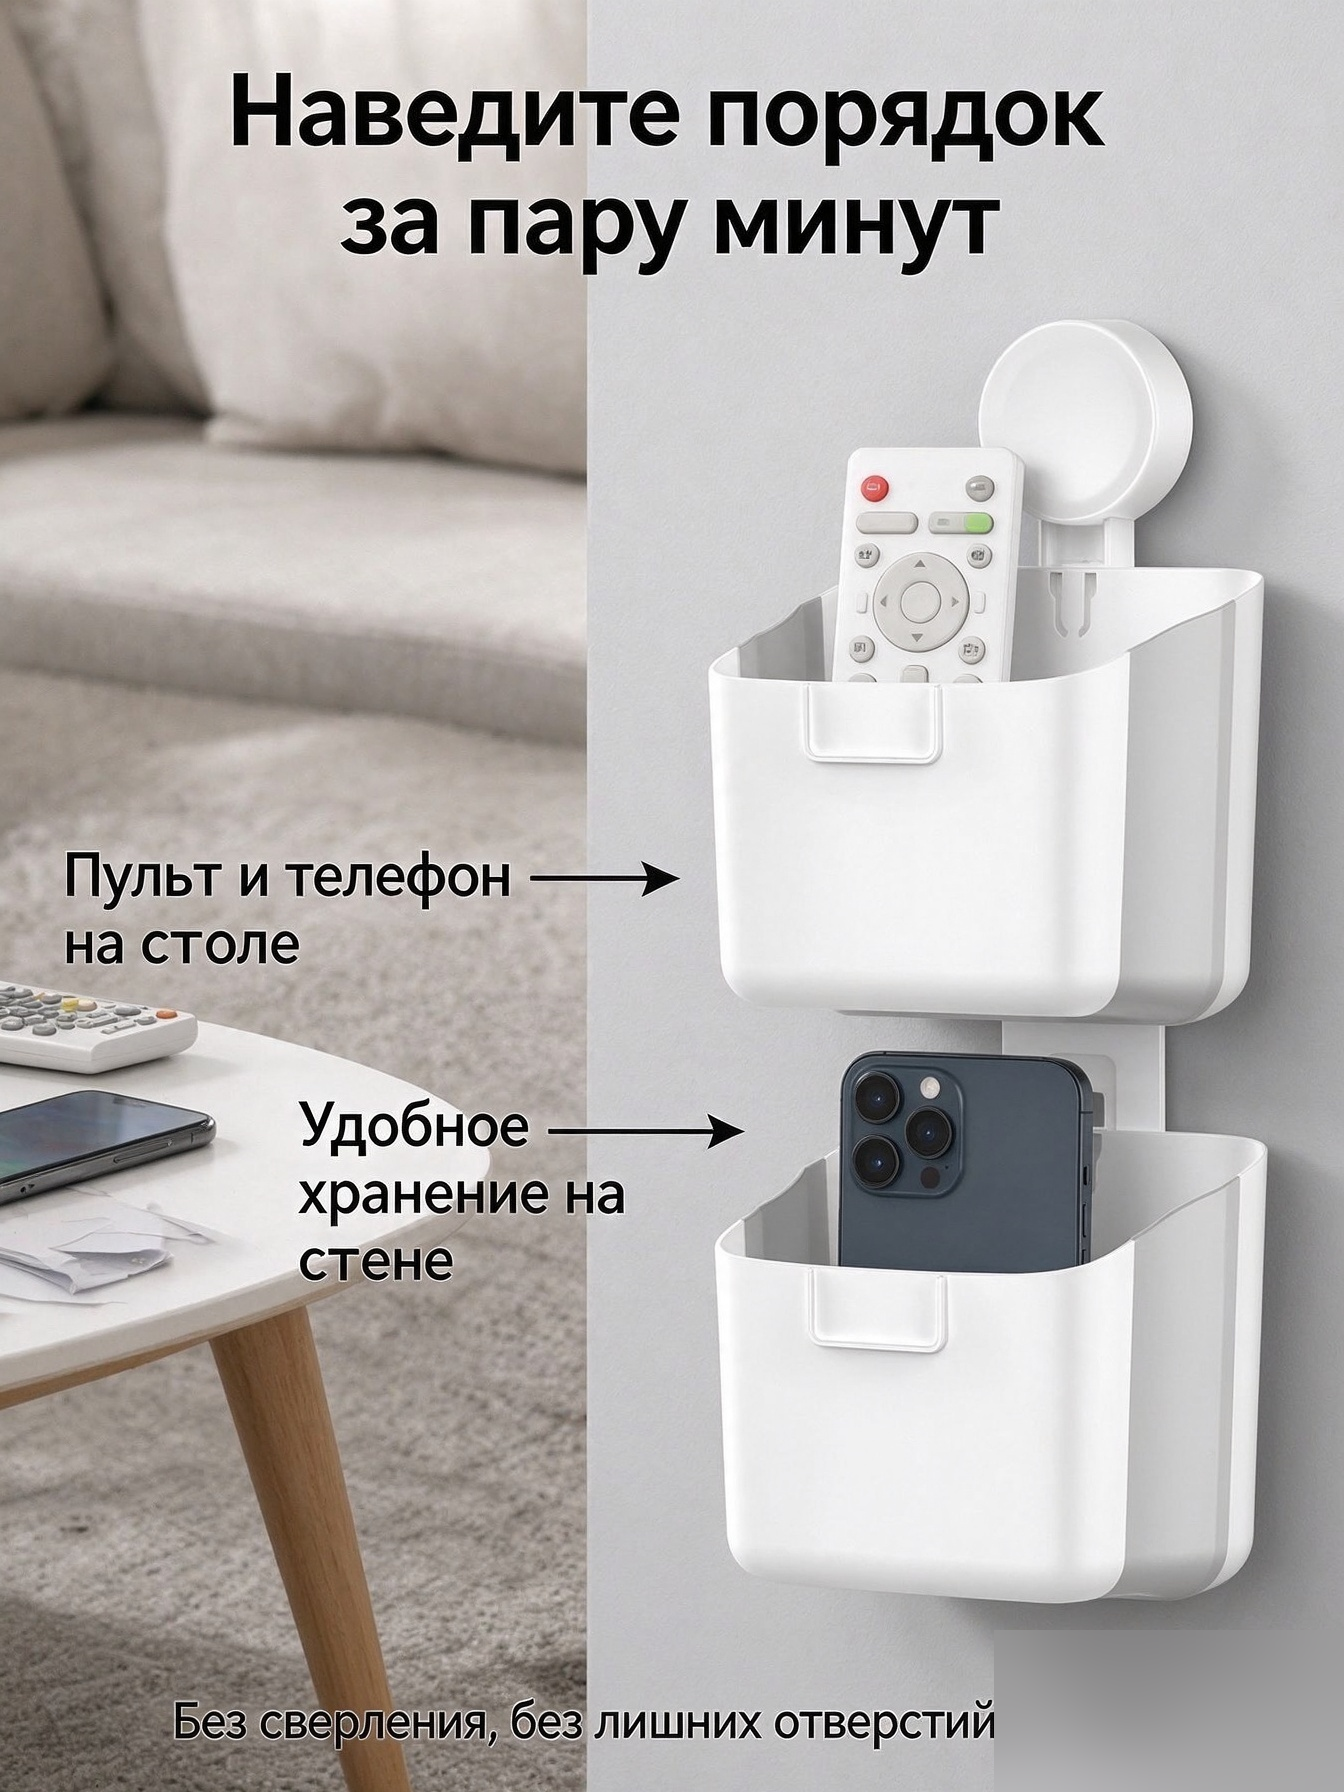 Наведите порядок
за пару минут
Пульт и телефон
на столе
Удобное
хранение на
стене
Без сверления, без лишних отверстий